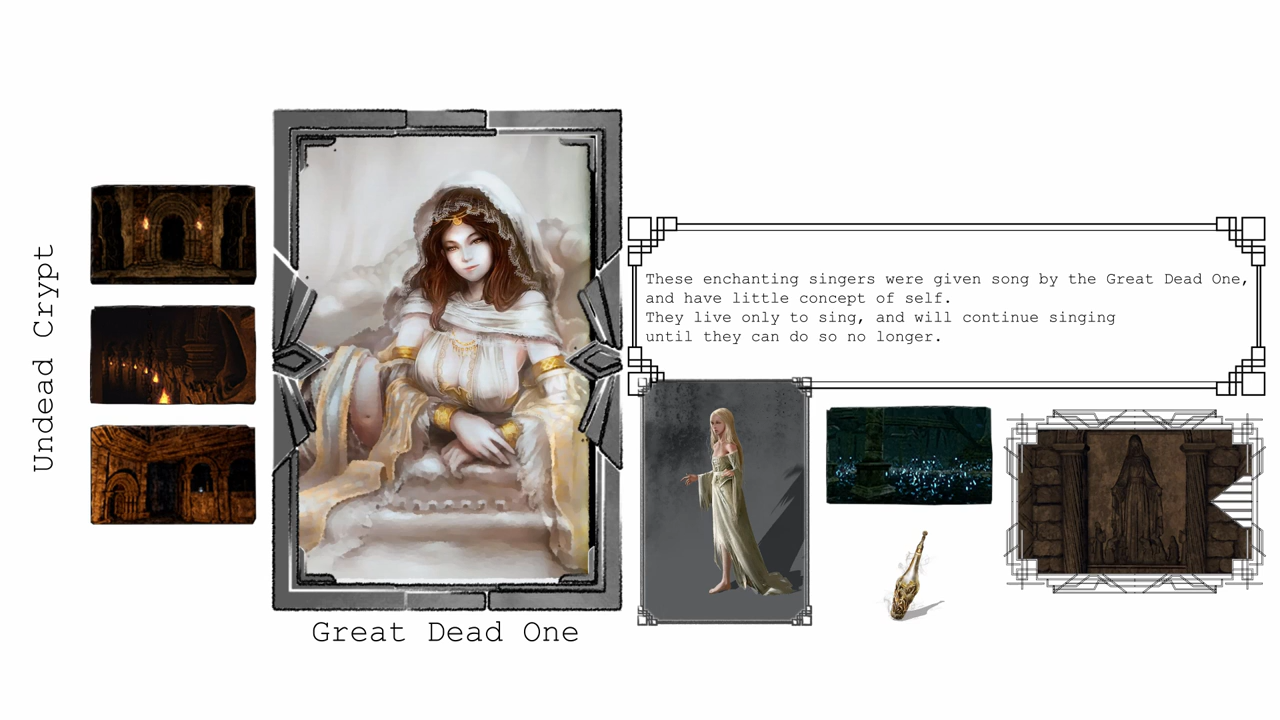 Undead Crypt
Great Dead One
These enchanting singers were given song by the Great Dead One,
and have little concept of self.
They live only to sing, and will continue singing
until they can do so no longer.